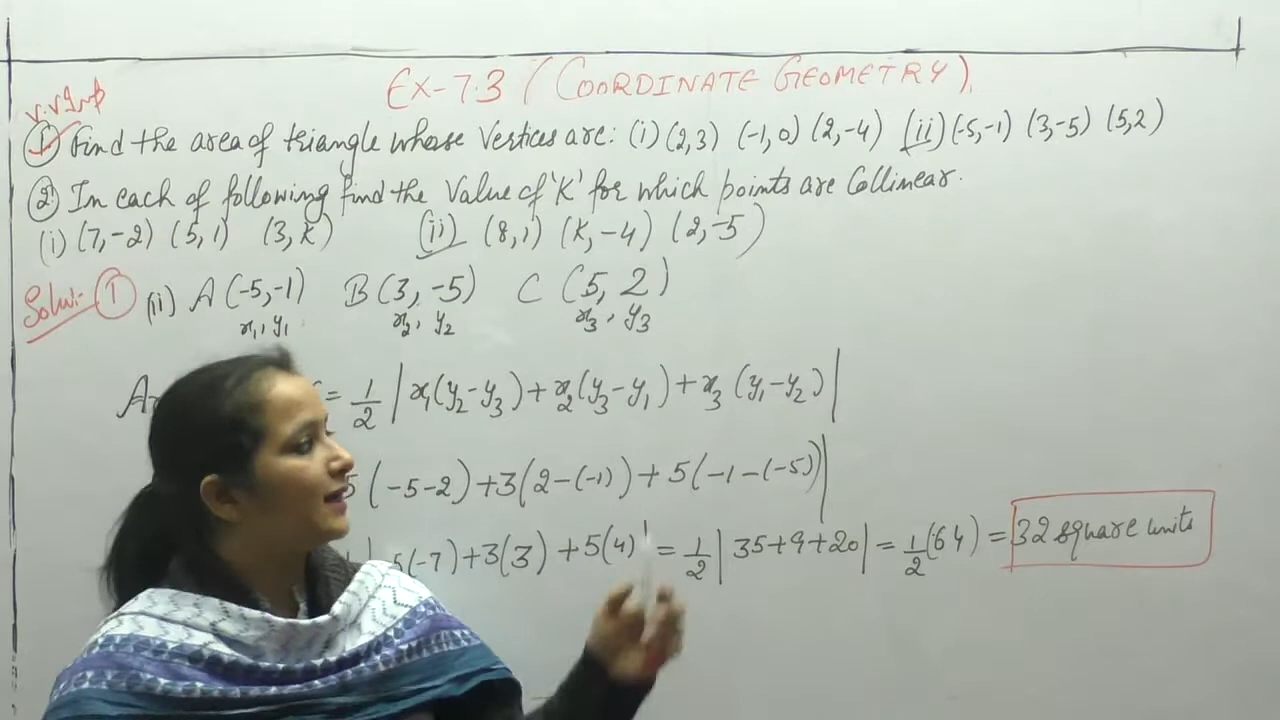 EX-7.3 (COORDINATE GEOMETRY).
v.v Imp
① Find the area of triangle whose vertices are: (i) (2,3) (-1,0) (2,-4) (ii) (-5,-1) (3,-5) (5,2)
② In each of following find the value of 'K' for which points are Collinear.
(i) (7,-2) (5,1) (3,K) (ii) (8,1) (K,-4) (2,-5)
Solu:- ① (ii) A (-5,-1) B (3,-5) C (5,2)
x₁, y₁ x₂, y₂ x₃, y₃
= 1/2 | x₁(y₂-y₃) + x₂(y₃-y₁) + x₃ (y₁-y₂) |
5 (-5-2) +3(2-(-1)) + 5(-1-(-5)) |
5(-7) +3(3) +5(4) | = 1/2 | 35+9+20 | = 1/2 (64) = 32 square units